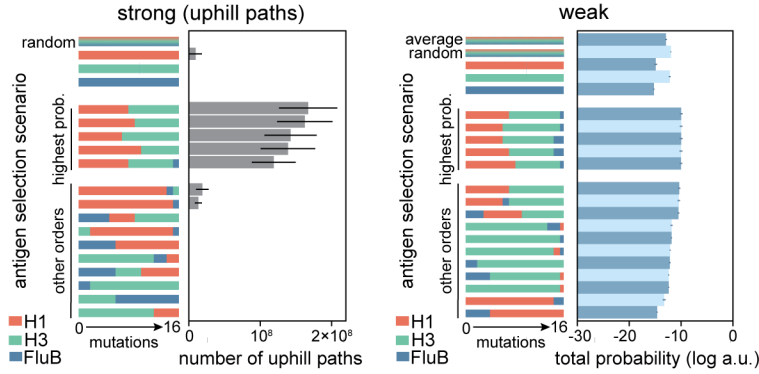 strong (uphill paths)
random
antigen selection scenario
highest prob.
other orders
H1
H3
FluB
0
16
mutations
0
10⁸
2×10⁸
number of uphill paths
weak
average
random
antigen selection scenario
highest prob.
other orders
H1
H3
FluB
0
16
mutations
-30
-20
-10
0
total probability (log a.u.)